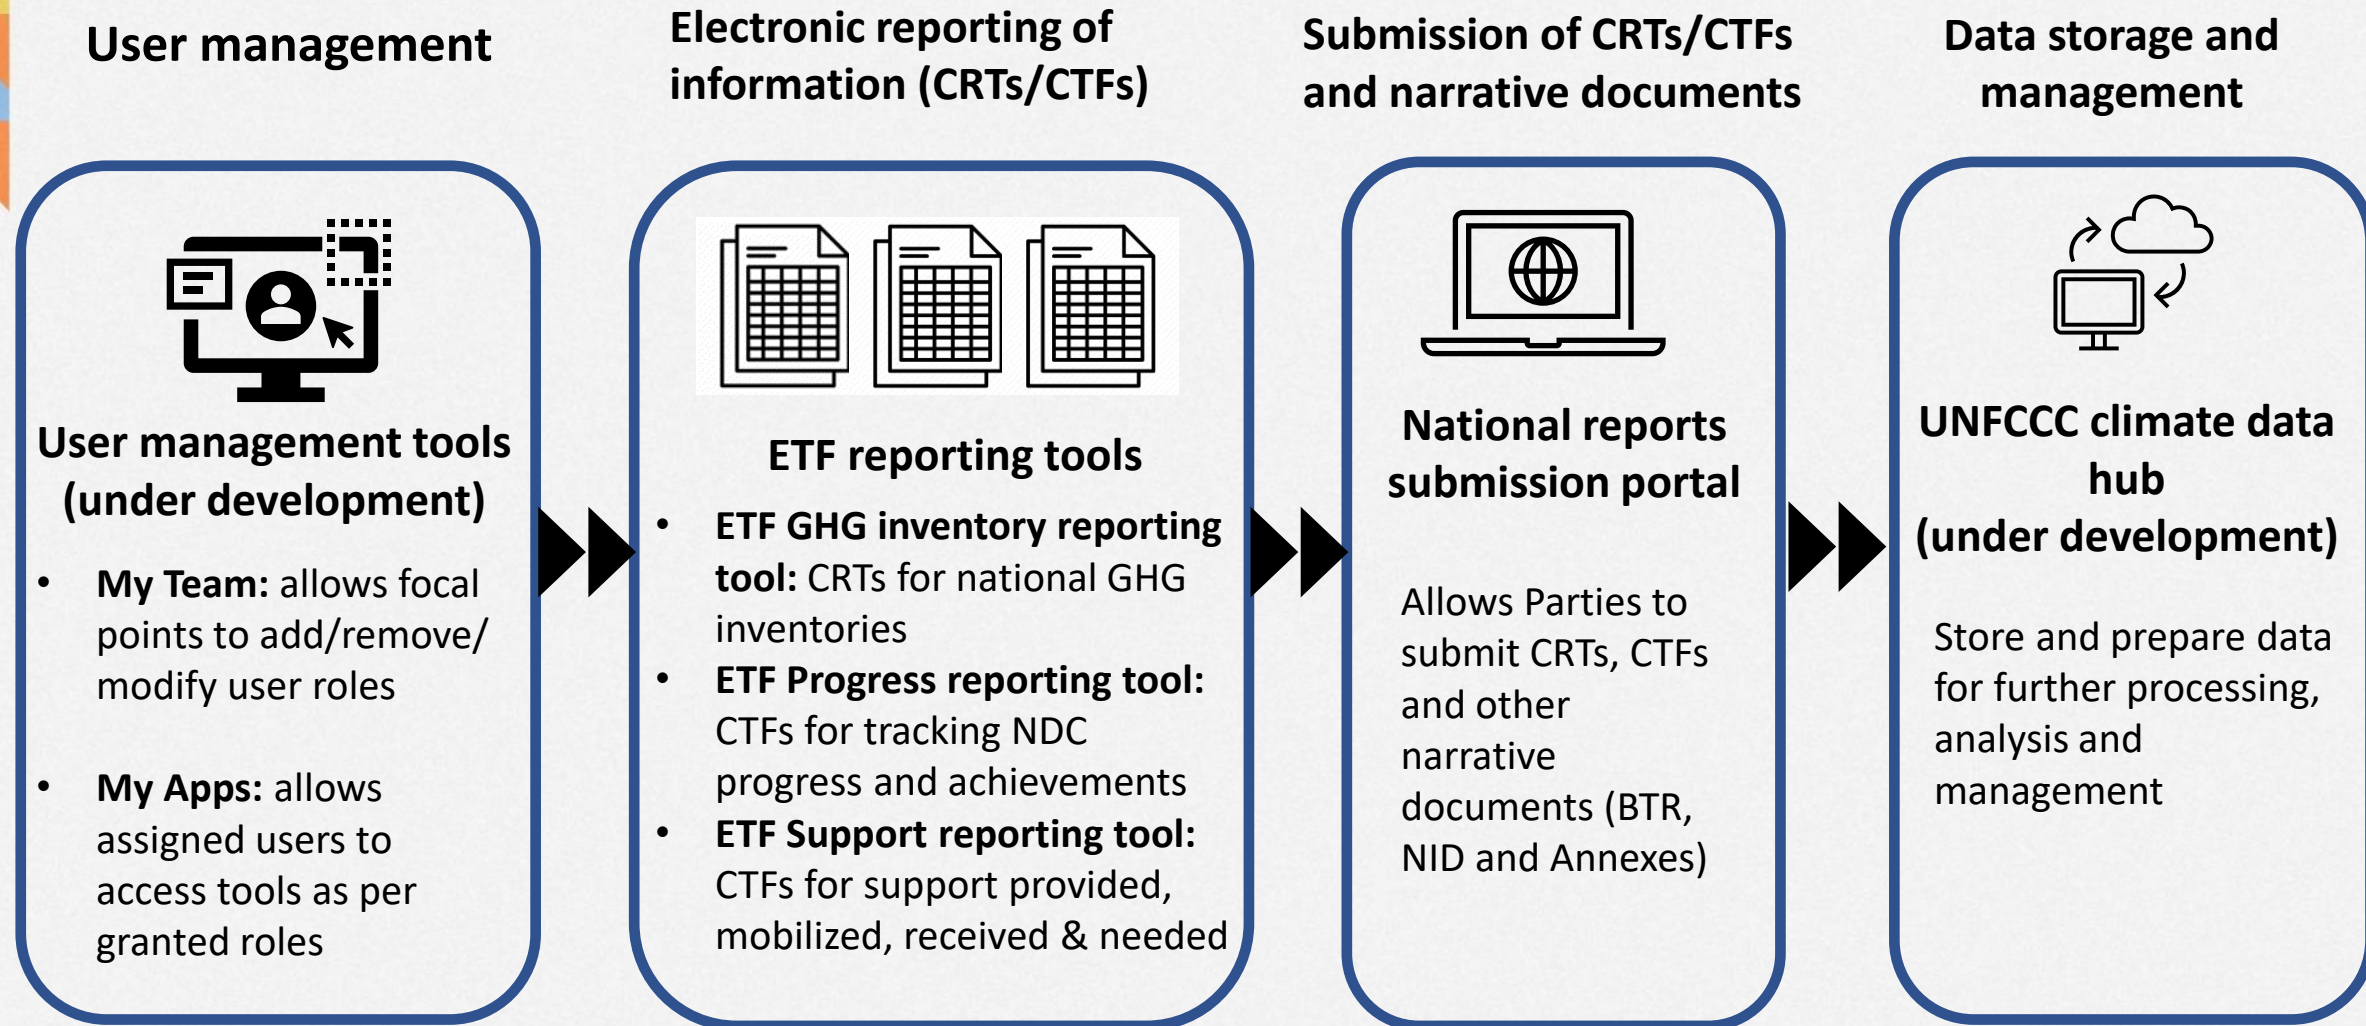 User management
Electronic reporting of
information (CRTs/CTFs)
Submission of CRTs/CTFs
and narrative documents
Data storage and
management
User management tools
(under development)
• My Team: allows focal
points to add/remove/
modify user roles
• My Apps: allows
assigned users to
access tools as per
granted roles
ETF reporting tools
• ETF GHG inventory reporting
tool: CRTs for national GHG
inventories
• ETF Progress reporting tool:
CTFs for tracking NDC
progress and achievements
• ETF Support reporting tool:
CTFs for support provided,
mobilized, received & needed
National reports
submission portal
Allows Parties to
submit CRTs, CTFs
and other
narrative
documents (BTR,
NID and Annexes)
UNFCCC climate data
hub
(under development)
Store and prepare data
for further processing,
analysis and
management